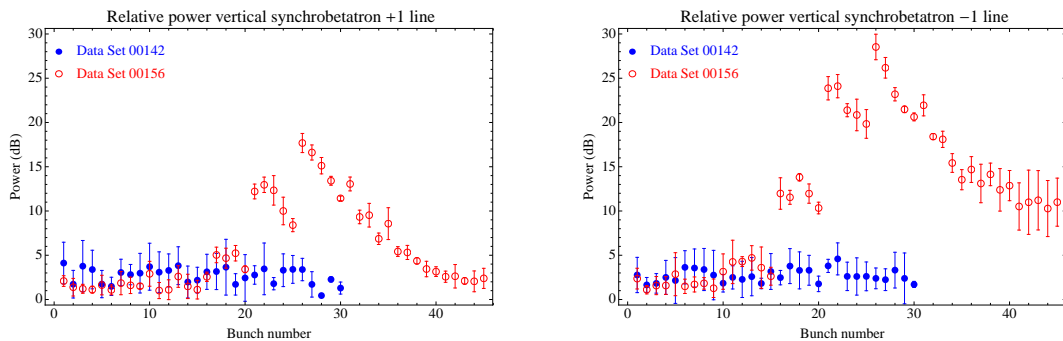 Relative power vertical synchrobetatron +1 line
30
25
20
15
10
5
0
Power (dB)
Data Set 00142
Data Set 00156
0 10 20 30 40
Bunch number
Relative power vertical synchrobetatron −1 line
30
25
20
15
10
5
0
Power (dB)
Data Set 00142
Data Set 00156
0 10 20 30 40
Bunch number